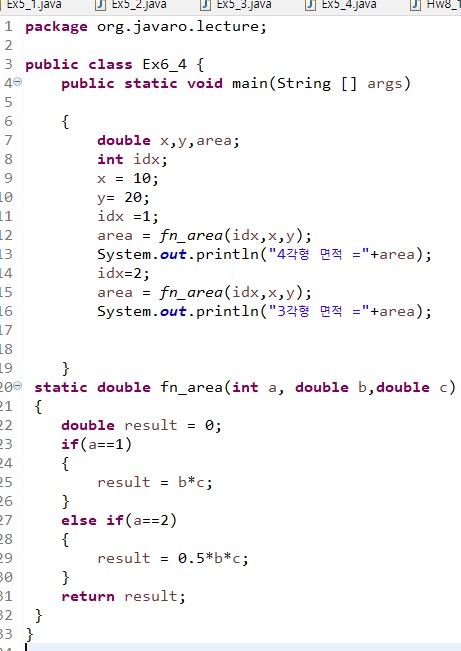 Ex5_1.java Ex5_2.java Ex5_3.java Ex5_4.java
1 package org.javaro.lecture;
2
3 public class Ex6_4 {
4 public static void main(String [] args)
5
6 {
7 double x,y,area;
8 int idx;
9 x = 10;
10 y= 20;
11 idx =1;
12 area = fn_area(idx,x,y);
13 System.out.println("4각형 면적 ="+area);
14 idx=2;
15 area = fn_area(idx,x,y);
16 System.out.println("3각형 면적 ="+area);
17
18
19 }
20 static double fn_area(int a, double b,double c)
21 {
22 double result = 0;
23 if(a==1)
24 {
25 result = b*c;
26 }
27 else if(a==2)
28 {
29 result = 0.5*b*c;
30 }
31 return result;
32 }
33 }